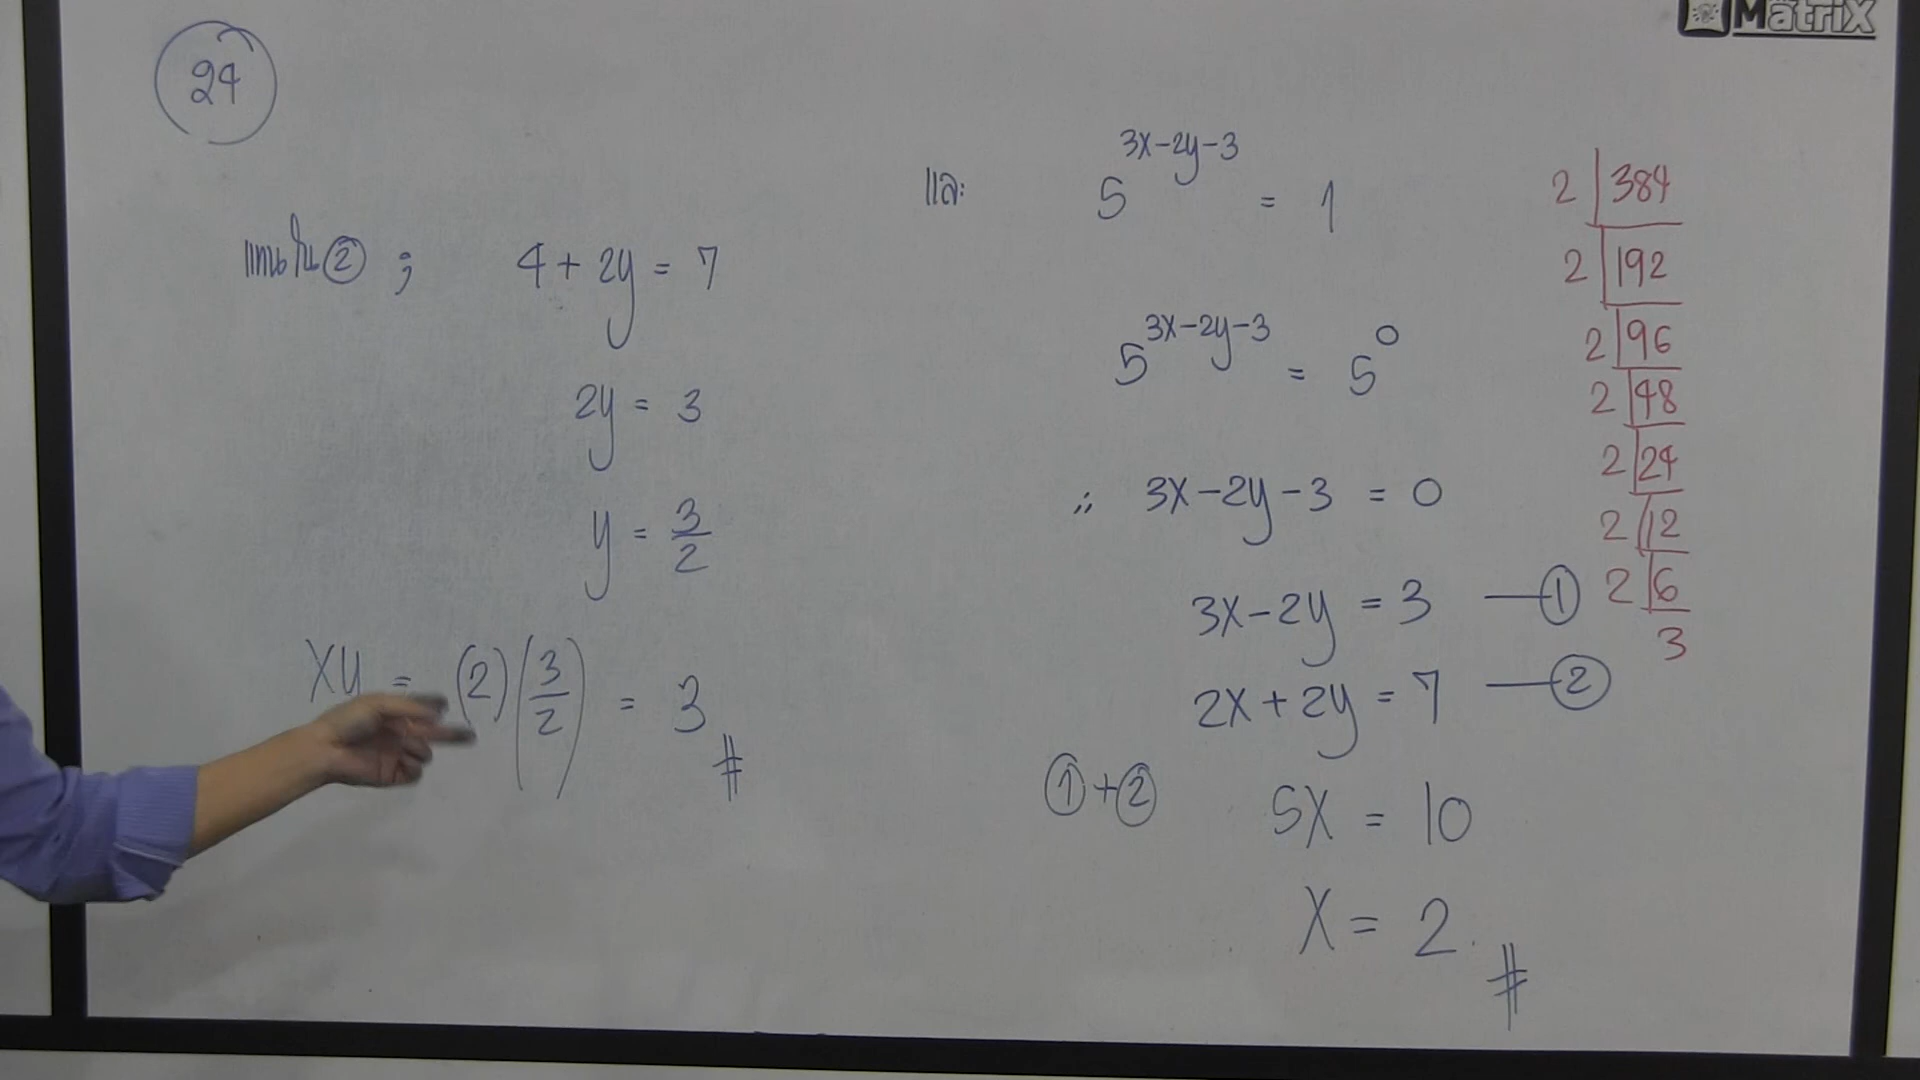 MatriX
24
แทนใน② ; 4 + 2y = 7
2y = 3
y = 3/2
xy = (2)(3/2) = 3 #
และ 5^(3x-2y-3) = 1
5^(3x-2y-3) = 5^0
∴ 3x-2y-3 = 0
3x-2y = 3 —①
2x+2y = 7 —②
①+② 5x = 10
x = 2 #
2 | 384
2 | 192
2 | 96
2 | 48
2 | 24
2 | 12
2 | 6
3